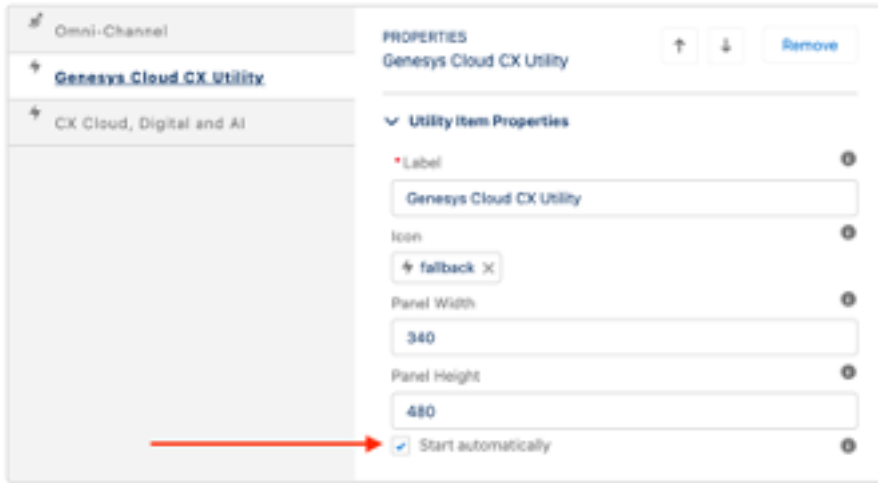 Omni-Channel
Genesys Cloud CX Utility
CX Cloud, Digital and AI
PROPERTIES
Genesys Cloud CX Utility
Remove
Utility Item Properties
*Label
Genesys Cloud CX Utility
Icon
fallback
Panel Width
340
Panel Height
480
Start automatically